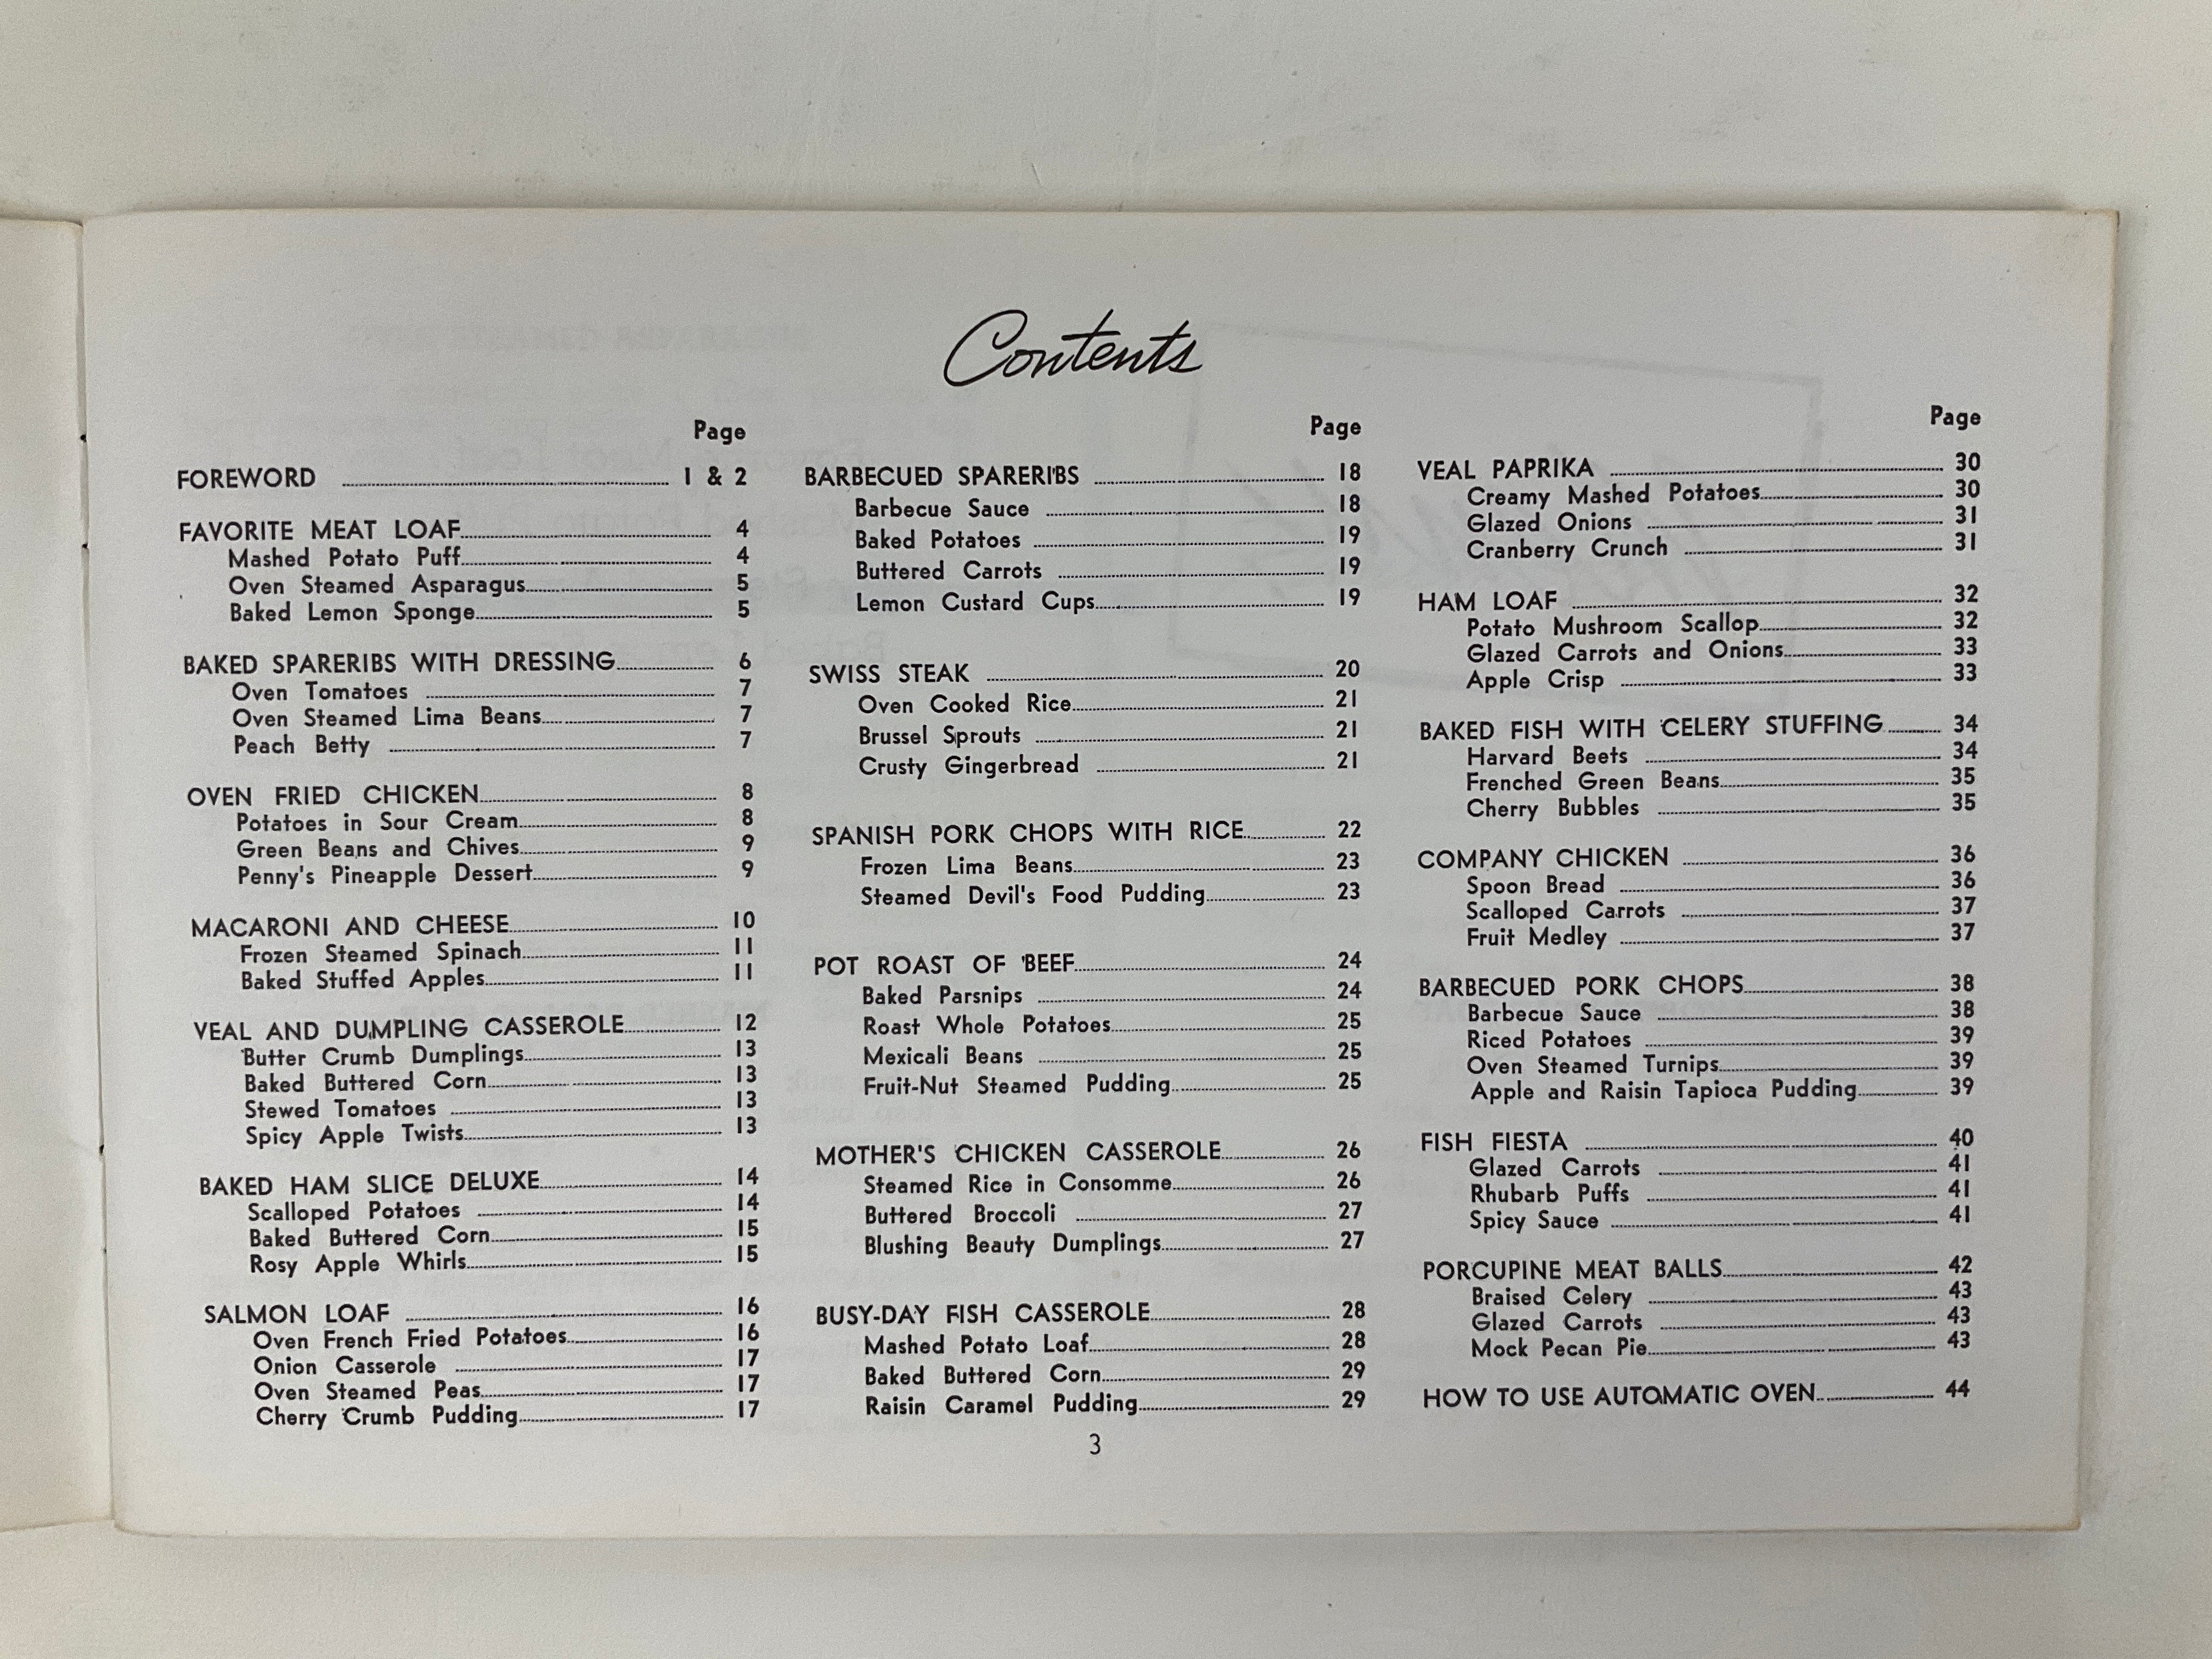 Contents
Page
FOREWORD 1 & 2
FAVORITE MEAT LOAF 4
Mashed Potato Puff 4
Oven Steamed Asparagus 5
Baked Lemon Sponge 5
BAKED SPARERIBS WITH DRESSING 6
Oven Tomatoes 7
Oven Steamed Lima Beans 7
Peach Betty 7
OVEN FRIED CHICKEN 8
Potatoes in Sour Cream 8
Green Beans and Chives 9
Penny's Pineapple Dessert 9
MACARONI AND CHEESE 10
Frozen Steamed Spinach 11
Baked Stuffed Apples 11
VEAL AND DUMPLING CASSEROLE 12
Butter Crumb Dumplings 13
Baked Buttered Corn 13
Stewed Tomatoes 13
Spicy Apple Twists 13
BAKED HAM SLICE DELUXE 14
Scalloped Potatoes 14
Baked Buttered Corn 15
Rosy Apple Whirls 15
SALMON LOAF 16
Oven French Fried Potatoes 16
Onion Casserole 17
Oven Steamed Peas 17
Cherry Crumb Pudding 17
Page
BARBECUED SPARERIBS 18
Barbecue Sauce 18
Baked Potatoes 19
Buttered Carrots 19
Lemon Custard Cups 19
SWISS STEAK 20
Oven Cooked Rice 21
Brussel Sprouts 21
Crusty Gingerbread 21
SPANISH PORK CHOPS WITH RICE 22
Frozen Lima Beans 23
Steamed Devil's Food Pudding 23
POT ROAST OF BEEF 24
Baked Parsnips 24
Roast Whole Potatoes 25
Mexicali Beans 25
Fruit-Nut Steamed Pudding 25
MOTHER'S CHICKEN CASSEROLE 26
Steamed Rice in Consomme 26
Buttered Broccoli 27
Blushing Beauty Dumplings 27
BUSY-DAY FISH CASSEROLE 28
Mashed Potato Loaf 28
Baked Buttered Corn 29
Raisin Caramel Pudding 29
Page
VEAL PAPRIKA 30
Creamy Mashed Potatoes 30
Glazed Onions 31
Cranberry Crunch 31
HAM LOAF 32
Potato Mushroom Scallop 32
Glazed Carrots and Onions 33
Apple Crisp 33
BAKED FISH WITH CELERY STUFFING 34
Harvard Beets 34
Frenched Green Beans 35
Cherry Bubbles 35
COMPANY CHICKEN 36
Spoon Bread 36
Scalloped Carrots 37
Fruit Medley 37
BARBECUED PORK CHOPS 38
Barbecue Sauce 38
Riced Potatoes 39
Oven Steamed Turnips 39
Apple and Raisin Tapioca Pudding 39
FISH FIESTA 40
Glazed Carrots 41
Rhubarb Puffs 41
Spicy Sauce 41
PORCUPINE MEAT BALLS 42
Braised Celery 43
Glazed Carrots 43
Mock Pecan Pie 43
HOW TO USE AUTOMATIC OVEN 44
3